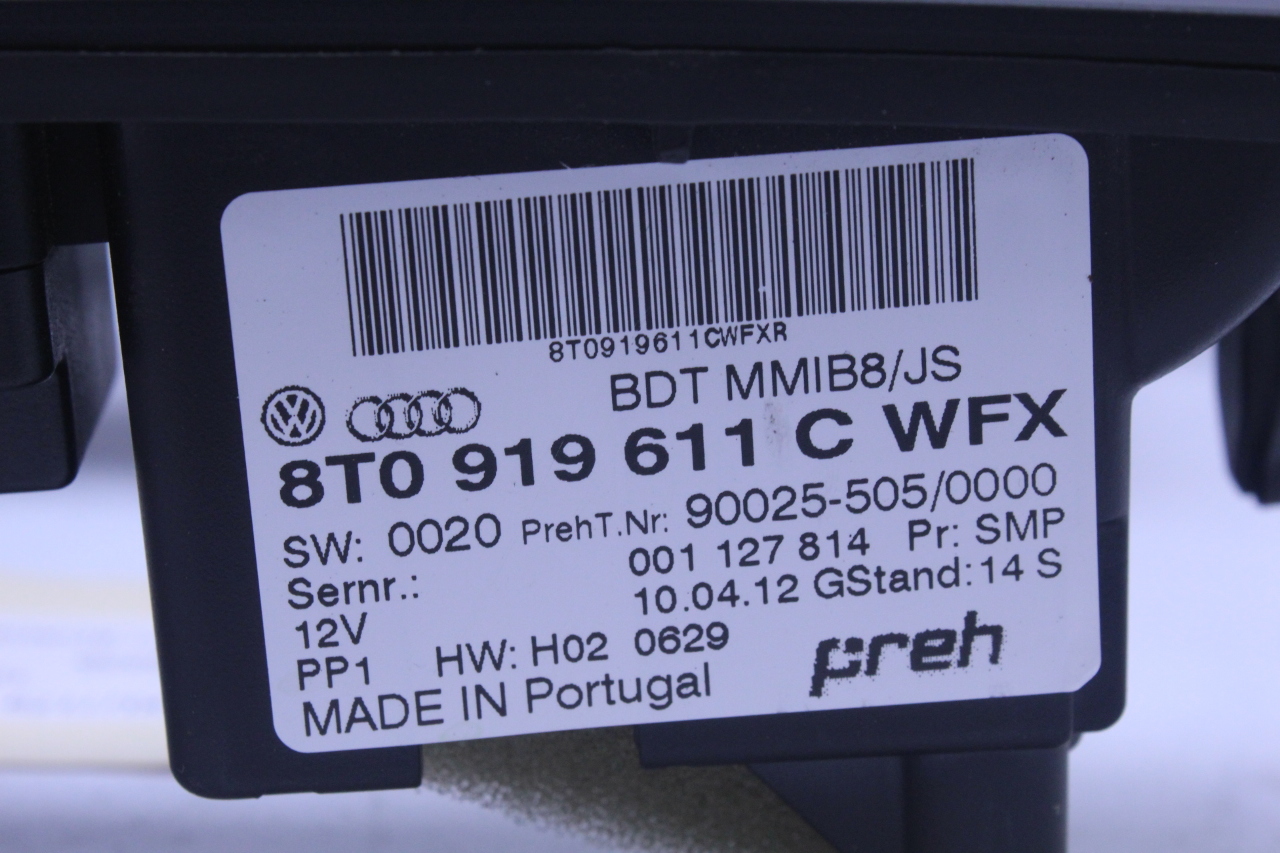 8T0919611CWFXR
BDT MMIB8/JS
8T0 919 611 C WFX
SW: 0020 PrehT.Nr: 90025-505/0000
Sernr.: 001 127 814 Pr: SMP
12V 10.04.12 GStand: 14 S
PP1 HW: H02 0629
MADE IN Portugal preh